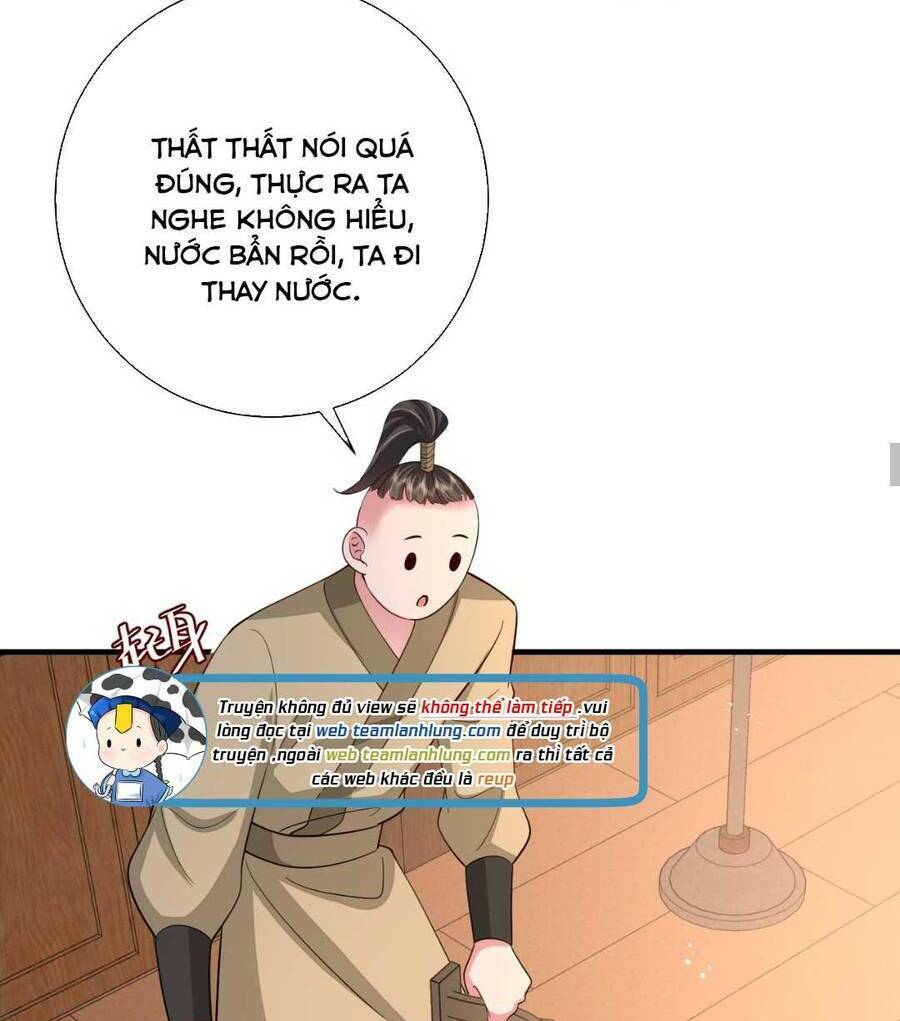 THẤT THẤT NÓI QUÁ
ĐÚNG, THỰC RA TA
NGHE KHÔNG HIỂU,
NƯỚC BẨN RỒI, TA ĐI
THAY NƯỚC.
起身
Truyện không đủ view sẽ không thể làm tiếp ,vui
lòng đọc tại web teamlanhlung.com để duy trì bộ
truyện ,ngoài web teamlanhlung.com ra thì tất cả
các web khác đều là reup